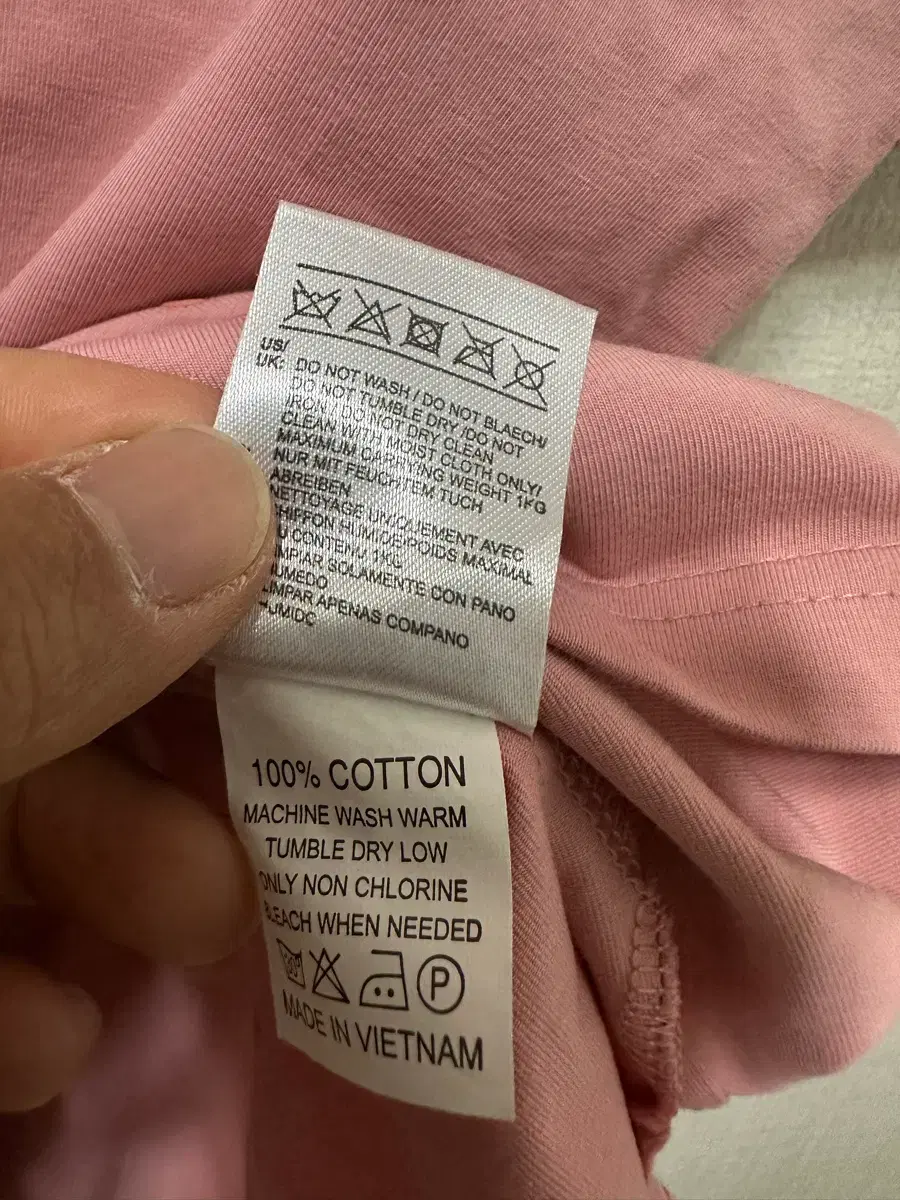 US/
UK: DO NOT WASH / DO NOT BLAECH/
DO NOT TUMBLE DRY /DO NOT
IRON / DO NOT DRY CLEAN
CLEAN WITH MOIST CLOTH ONLY/
MAXIMUM CARRYING WEIGHT 1KG
NUR MIT FEUCHTEM TUCH
ABREIBEN
NETTOYAGE UNIQUEMENT AVEC
CHIFFON HUMIDE/POIDS MAXIMAL
U CONTENU 1KG
IMPIAR SOLAMENTE CON PANO
HUMEDO
LIMPAR APENAS COMPANO
HUMIDO
100% COTTON
MACHINE WASH WARM
TUMBLE DRY LOW
ONLY NON CHLORINE
BLEACH WHEN NEEDED
30°
P
MADE IN VIETNAM